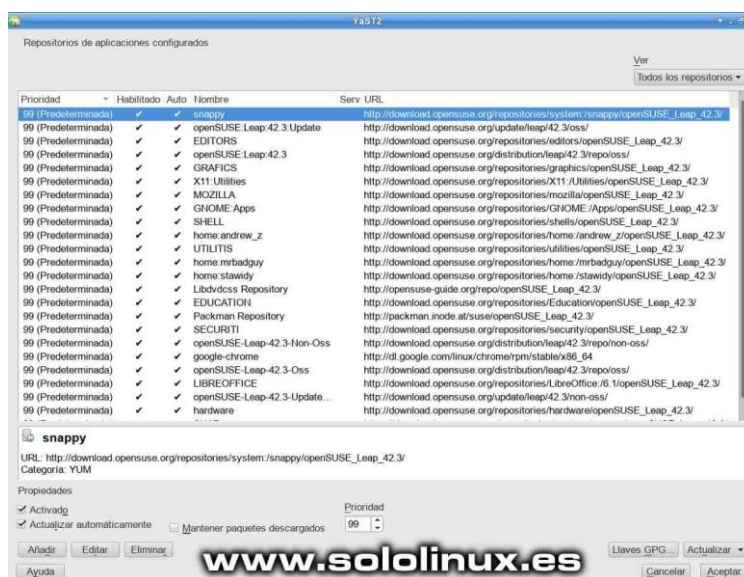 YaST2
Repositorios de aplicaciones configurados
Ver
Todos los repositorios
Prioridad Habilitado Auto Nombre Serv URL
99 (Predeterminada) ✔ ✔ snappy http://download.opensuse.org/repositories/system:/snappy/openSUSE_Leap_42.3/
99 (Predeterminada) ✔ ✔ openSUSE:Leap:42.3:Update http://download.opensuse.org/update/leap/42.3/oss/
99 (Predeterminada) ✔ ✔ EDITORS http://download.opensuse.org/repositories/editors/openSUSE_Leap_42.3/
99 (Predeterminada) ✔ ✔ openSUSE:Leap:42.3 http://download.opensuse.org/distribution/leap/42.3/repo/oss/
99 (Predeterminada) ✔ ✔ GRAFICS http://download.opensuse.org/repositories/graphics/openSUSE_Leap_42.3/
99 (Predeterminada) ✔ ✔ X11:Utilities http://download.opensuse.org/repositories/X11:/Utilities/openSUSE_Leap_42.3/
99 (Predeterminada) ✔ ✔ MOZILLA http://download.opensuse.org/repositories/mozilla/openSUSE_Leap_42.3/
99 (Predeterminada) ✔ ✔ GNOME:Apps http://download.opensuse.org/repositories/GNOME:/Apps/openSUSE_Leap_42.3/
99 (Predeterminada) ✔ ✔ SHELL http://download.opensuse.org/repositories/shells/openSUSE_Leap_42.3/
99 (Predeterminada) ✔ ✔ home:andrew_z http://download.opensuse.org/repositories/home:/andrew_z/openSUSE_Leap_42.3/
99 (Predeterminada) ✔ ✔ UTILITIS http://download.opensuse.org/repositories/utilities/openSUSE_Leap_42.3/
99 (Predeterminada) ✔ ✔ home:mrbadguy http://download.opensuse.org/repositories/home:/mrbadguy/openSUSE_Leap_42.3/
99 (Predeterminada) ✔ ✔ home:stawidy http://download.opensuse.org/repositories/home:/stawidy/openSUSE_Leap_42.3/
99 (Predeterminada) ✔ ✔ Libdvdcss Repository http://opensuse-guide.org/repo/openSUSE_Leap_42.3/
99 (Predeterminada) ✔ ✔ EDUCATION http://download.opensuse.org/repositories/Education/openSUSE_Leap_42.3/
99 (Predeterminada) ✔ ✔ Packman Repository http://packman.inode.at/suse/openSUSE_Leap_42.3/
99 (Predeterminada) ✔ ✔ SECURITI http://download.opensuse.org/repositories/security/openSUSE_Leap_42.3/
99 (Predeterminada) ✔ ✔ openSUSE-Leap-42.3-Non-Oss http://download.opensuse.org/distribution/leap/42.3/repo/non-oss/
99 (Predeterminada) ✔ ✔ google-chrome http://dl.google.com/linux/chrome/rpm/stable/x86_64
99 (Predeterminada) ✔ ✔ openSUSE-Leap-42.3-Oss http://download.opensuse.org/distribution/leap/42.3/repo/oss/
99 (Predeterminada) ✔ ✔ LIBREOFFICE http://download.opensuse.org/repositories/LibreOffice:/6.1/openSUSE_Leap_42.3/
99 (Predeterminada) ✔ ✔ openSUSE-Leap-42.3-Update... http://download.opensuse.org/update/leap/42.3/non-oss/
99 (Predeterminada) ✔ ✔ hardware http://download.opensuse.org/repositories/hardware/openSUSE_Leap_42.3/
snappy
URL: http://download.opensuse.org/repositories/system:/snappy/openSUSE_Leap_42.3/
Categoría: YUM
Propiedades
✔ Activado
Prioridad
✔ Actualizar automáticamente Mantener paquetes descargados 99
Añadir Editar Eliminar Llaves GPG... Actualizar
www.sololinux.es
Ayuda Cancelar Aceptar